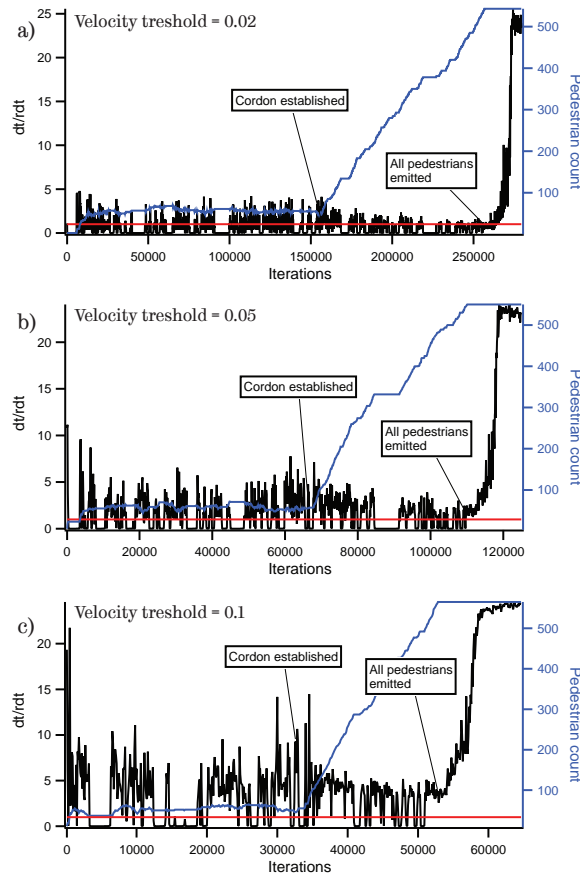 a)
Velocity treshold = 0.02
25
20
15
10
5
0
dt/rdt
500
400
300
200
100
Pedestrian count
Cordon established
All pedestrians
emitted
0
50000
100000
150000
200000
250000
Iterations
b)
Velocity treshold = 0.05
20
15
10
5
0
dt/rdt
500
400
300
200
100
Pedestrian count
Cordon established
All pedestrians
emitted
0
20000
40000
60000
80000
100000
120000
Iterations
c)
Velocity treshold = 0.1
20
15
10
5
0
dt/rdt
500
400
300
200
100
Pedestrian count
Cordon established
All pedestrians
emitted
0
10000
20000
30000
40000
50000
60000
Iterations